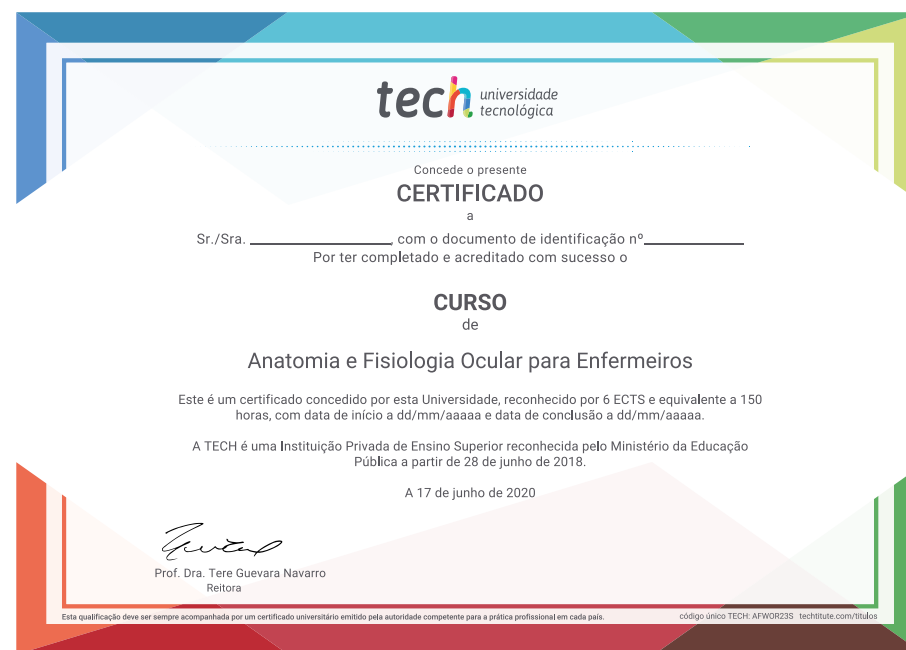 tech universidade
tecnológica
Concede o presente
CERTIFICADO
a
Sr./Sra. ________________, com o documento de identificação nº____________
Por ter completado e acreditado com sucesso o
CURSO
de
Anatomia e Fisiologia Ocular para Enfermeiros
Este é um certificado concedido por esta Universidade, reconhecido por 6 ECTS e equivalente a 150
horas, com data de início a dd/mm/aaaaa e data de conclusão a dd/mm/aaaaa.
A TECH é uma Instituição Privada de Ensino Superior reconhecida pelo Ministério da Educação
Pública a partir de 28 de junho de 2018.
A 17 de junho de 2020
Prof. Dra. Tere Guevara Navarro
Reitora
Esta qualificação deve ser sempre acompanhada por um certificado universitário emitido pela autoridade competente para a prática profissional em cada país.
código único TECH: AFWOR23S techtitute.com/titulos